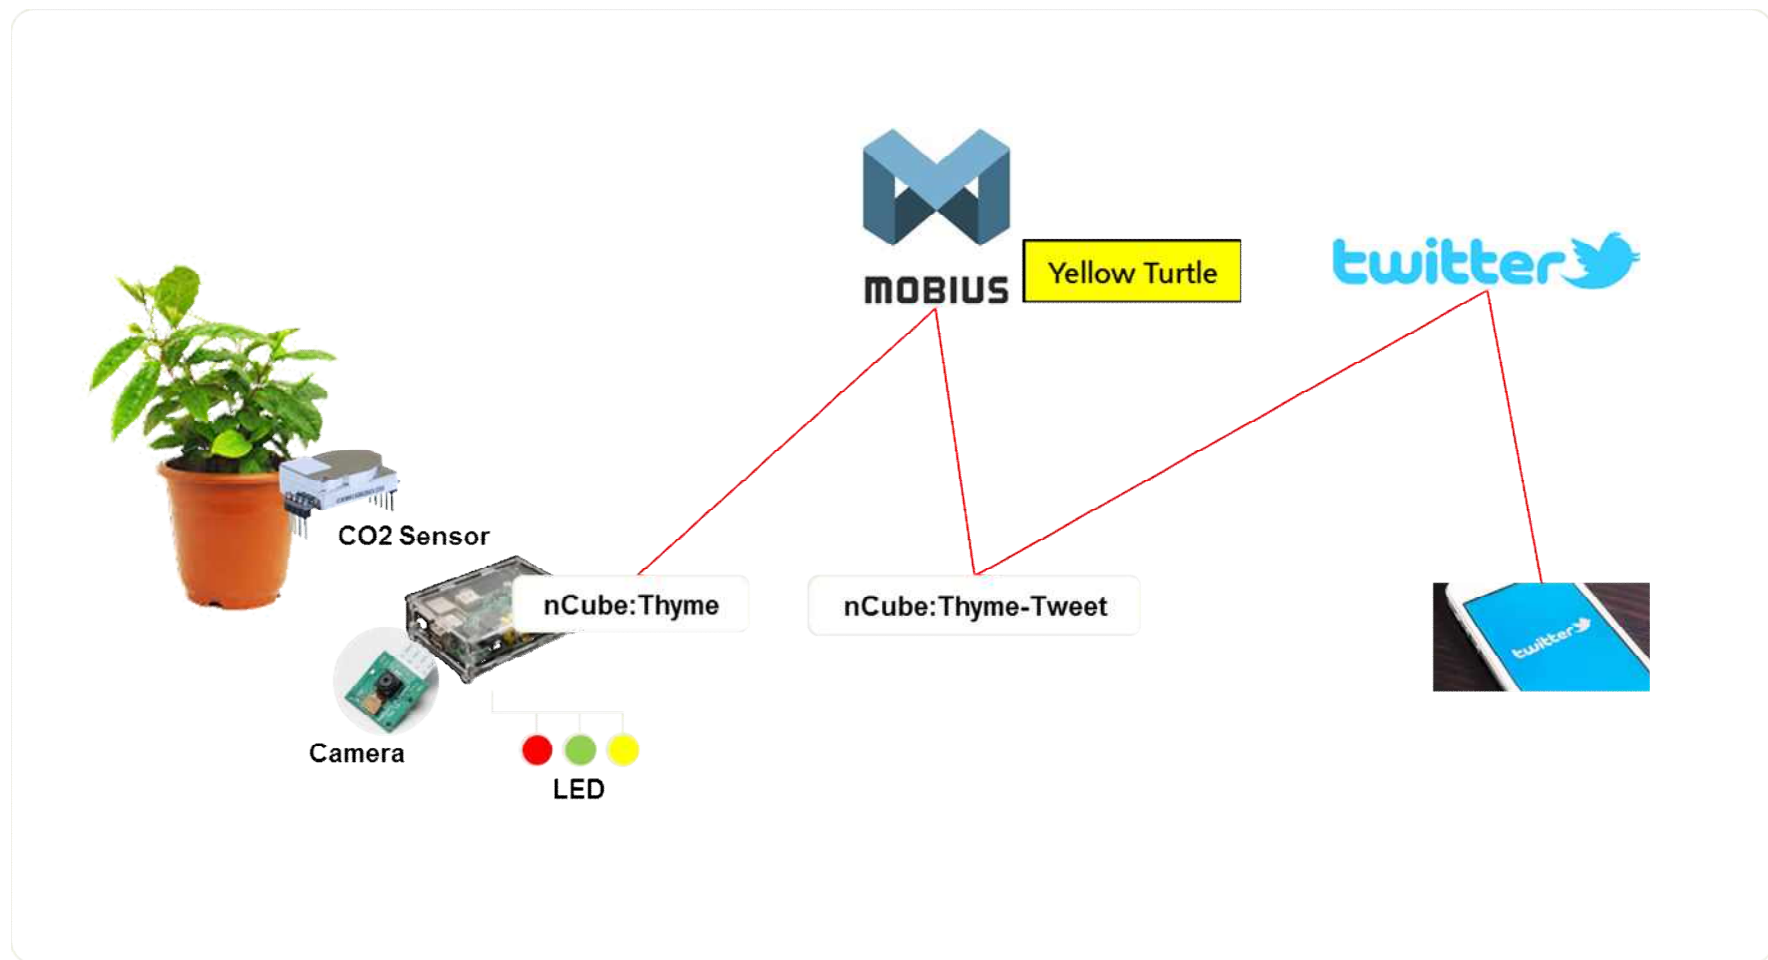 MOBIUS
Yellow Turtle
twitter
CO2 Sensor
nCube:Thyme
nCube:Thyme-Tweet
twitter
Camera
LED